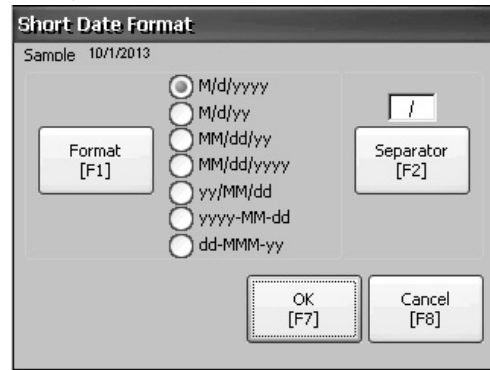 Short Date Format
Sample 10/1/2013
Format
[F1]
M/d/yyyy
M/d/yy
MM/dd/yy
MM/dd/yyyy
yy/MM/dd
yyyy-MM-dd
dd-MMM-yy
/
Separator
[F2]
OK
[F7]
Cancel
[F8]